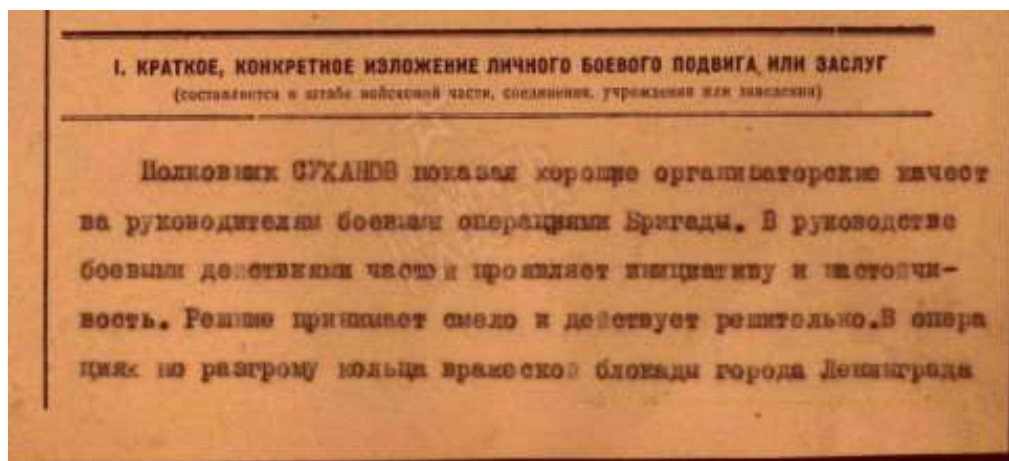 I. КРАТКОЕ, КОНКРЕТНОЕ ИЗЛОЖЕНИЕ ЛИЧНОГО БОЕВОГО ПОДВИГА ИЛИ ЗАСЛУГ
(составляется в штабе войсковой части, соединения, учреждения или заведения)
Полковник СУХАНОВ показал хорошие организаторские качест
ва руководителям боевыми операциями Бригады. В руководстве
боевыми действиями частей проявляет инициативу и настойчи-
вость. Решние принимает смело и действует решительно.В опера
циях по разгрому кольца вражеской блокады города Ленинграда